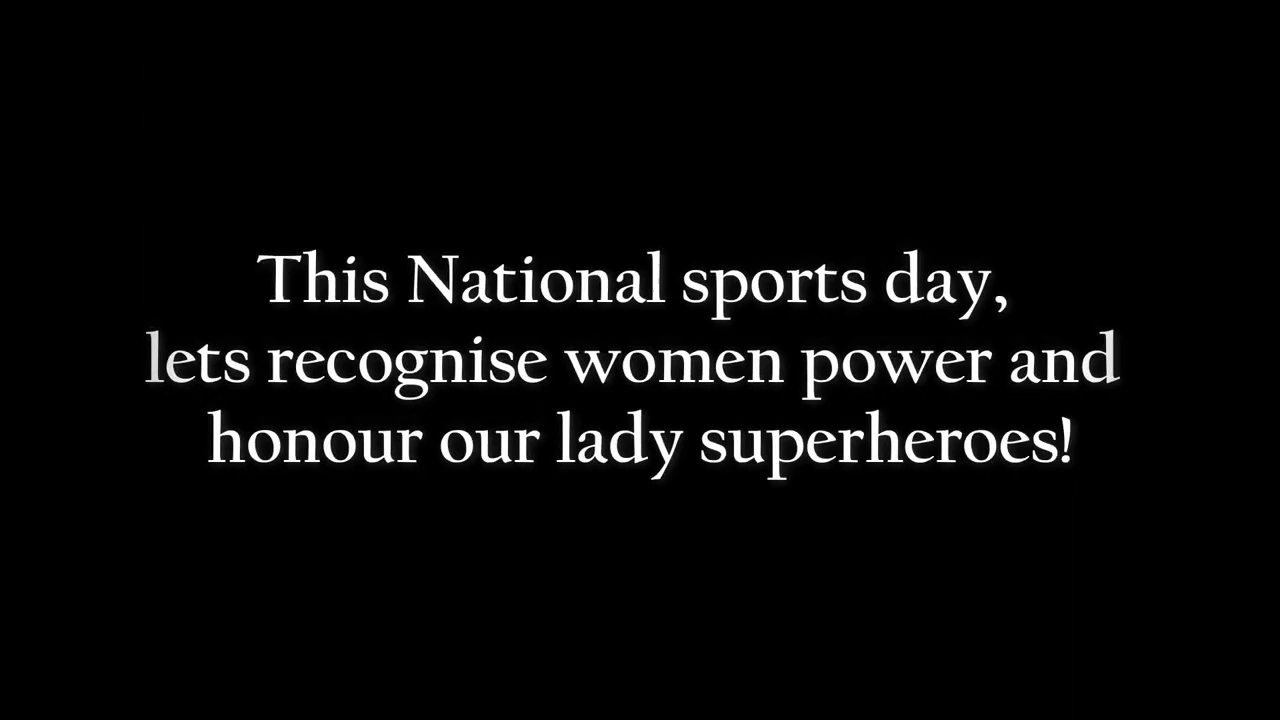 This National sports day,
lets recognise women power and
honour our lady superheroes!